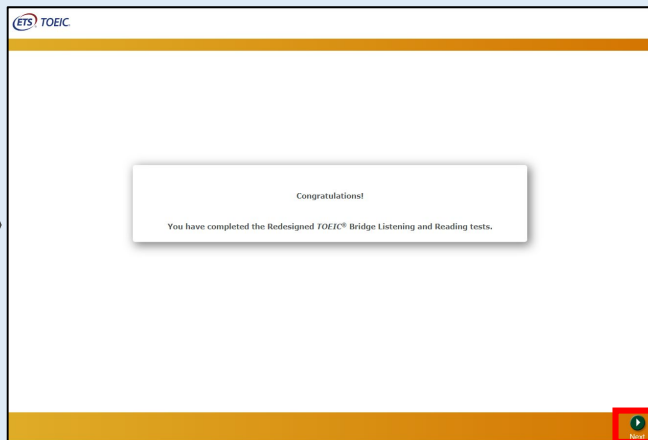 ETS TOEIC.
Congratulations!
You have completed the Redesigned TOEIC® Bridge Listening and Reading tests.
Next